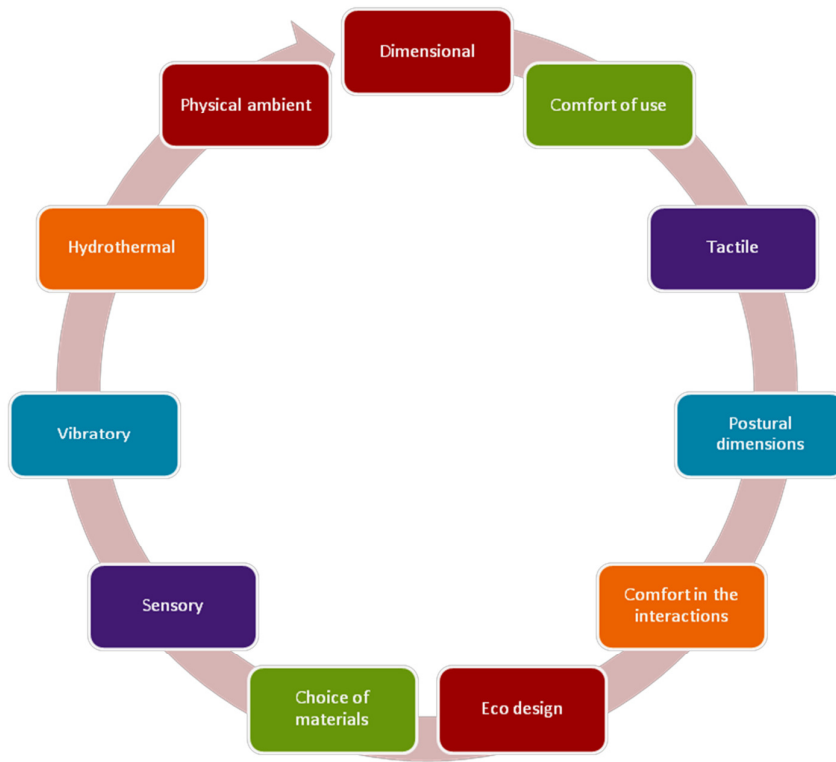 Dimensional
Comfort of use
Tactile
Postural
dimensions
Comfort in the
interactions
Eco design
Choice of
materials
Sensory
Vibratory
Hydrothermal
Physical ambient